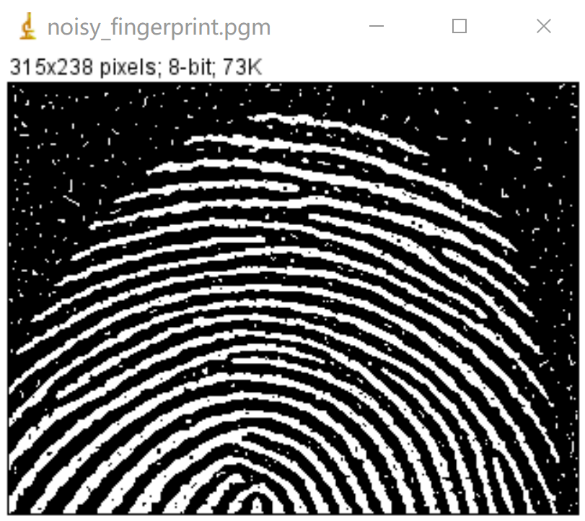 noisy_fingerprint.pgm
315x238 pixels; 8-bit; 73K